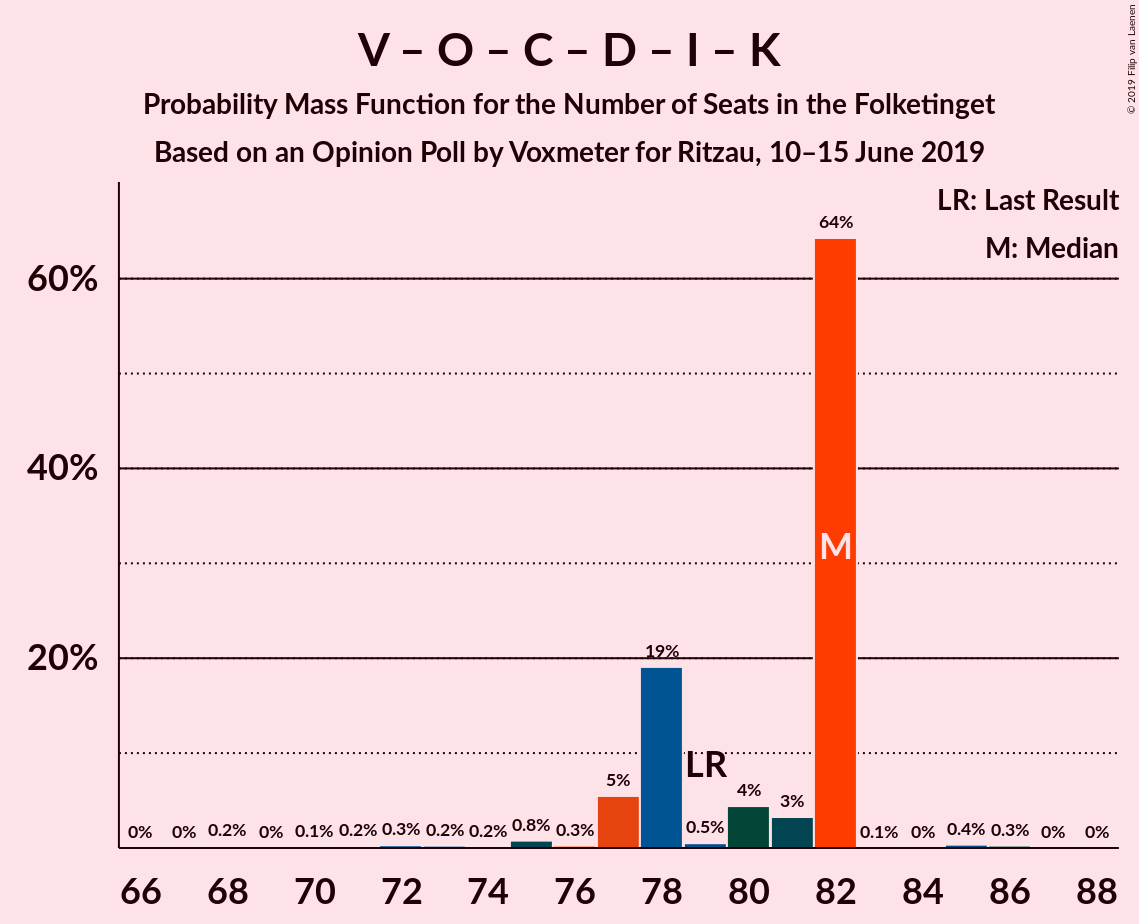 © 2019 Filip van Laenen
V – O – C – D – I – K
Probability Mass Function for the Number of Seats in the Folketinget
Based on an Opinion Poll by Voxmeter for Ritzau, 10–15 June 2019
LR: Last Result
M: Median
60%
40%
20%
0% 0% 0.2% 0% 0.1% 0.2% 0.3% 0.2% 0.2% 0.8% 0.3% 5% 19% 0.5% 4% 3% 64% 0.1% 0% 0.4% 0.3% 0% 0%
LR
M
66 68 70 72 74 76 78 80 82 84 86 88